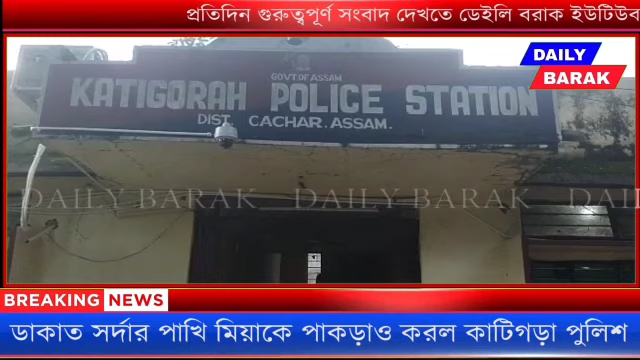 প্রতিদিন গুরুত্বপূর্ণ সংবাদ দেখতে ডেইলি বরাক ইউটিউব
DAILY
BARAK
GOVT OF ASSAM
KATIGORAH POLICE STATION
DIST. CACHAR. ASSAM.
DAILY BARAK DAILY BARAK DAILY
BREAKING NEWS
ডাকাত সর্দার পাখি মিয়াকে পাকড়াও করল কাটিগড়া পুলিশ